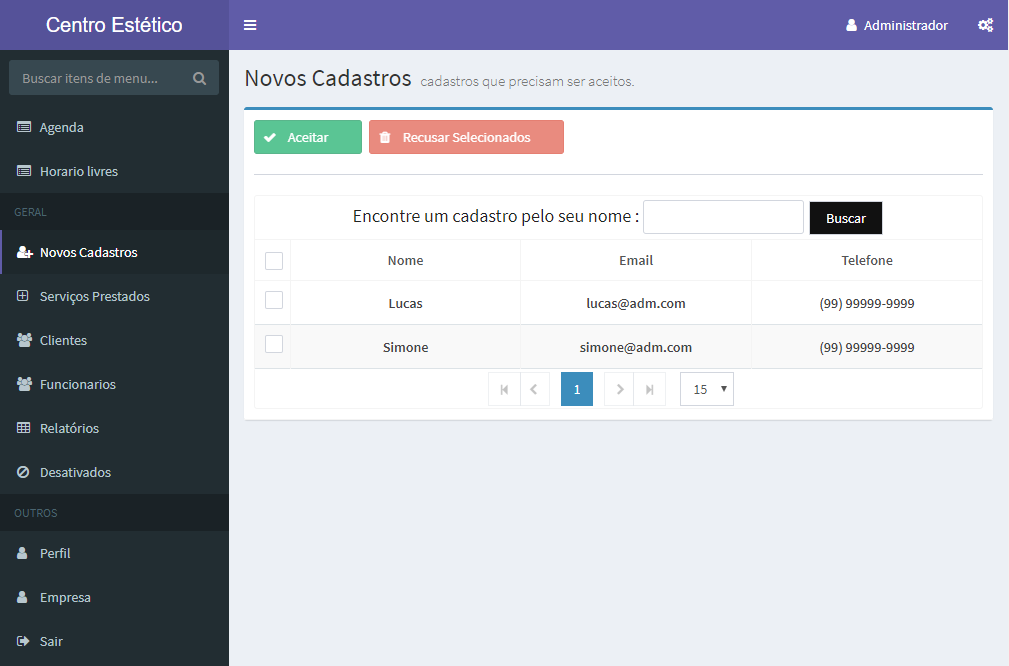 Centro Estético
Administrador
Buscar itens de menu...
Agenda
Horario livres
GERAL
Novos Cadastros
Serviços Prestados
Clientes
Funcionarios
Relatórios
Desativados
OUTROS
Perfil
Empresa
Sair
Novos Cadastros cadastros que precisam ser aceitos.
Aceitar Recusar Selecionados
Encontre um cadastro pelo seu nome : Buscar
Nome Email Telefone
Lucas lucas@adm.com (99) 99999-9999
Simone simone@adm.com (99) 99999-9999
1 15